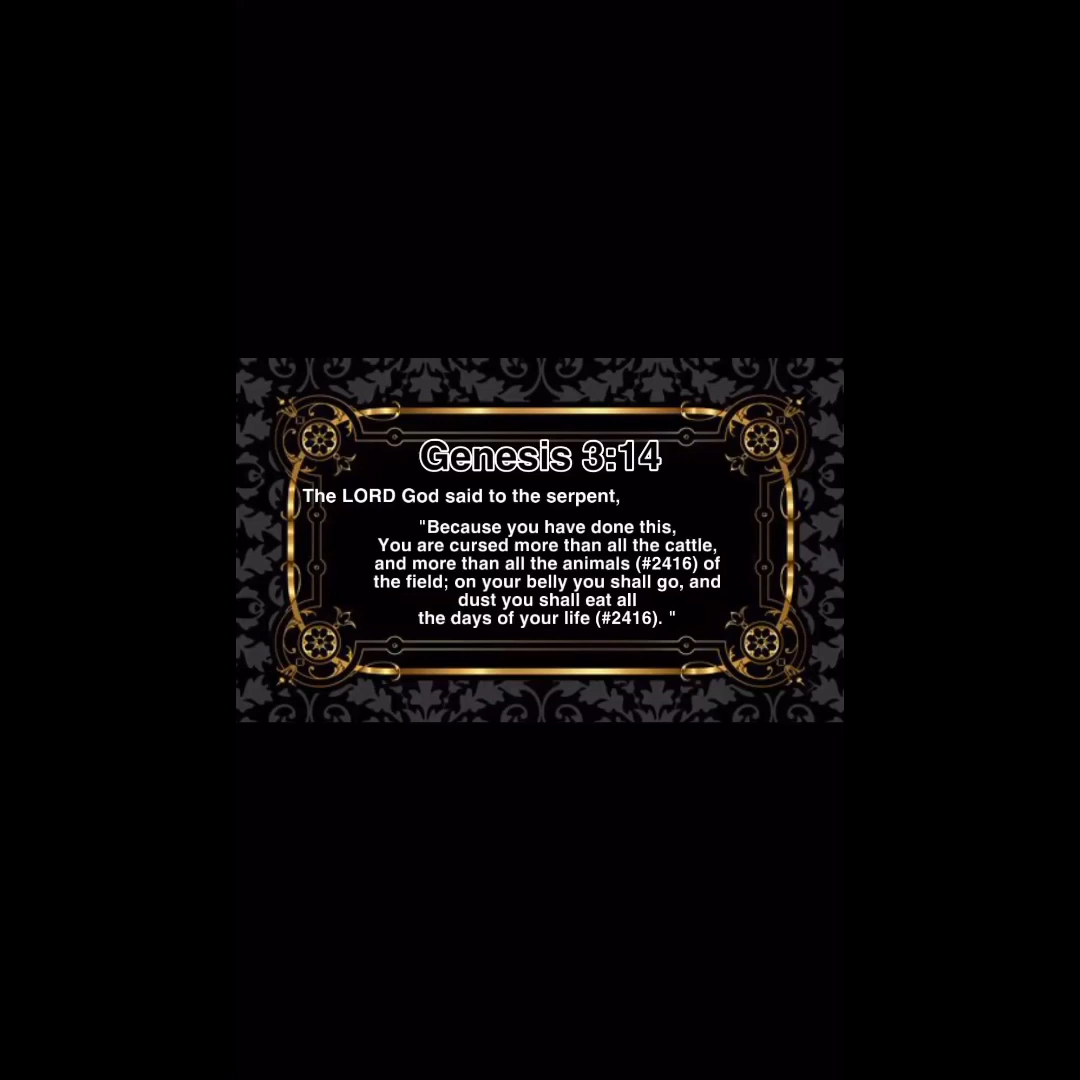 Genesis 3:14
The LORD God said to the serpent,
"Because you have done this,
You are cursed more than all the cattle,
and more than all the animals (#2416) of
the field; on your belly you shall go, and
dust you shall eat all
the days of your life (#2416). "